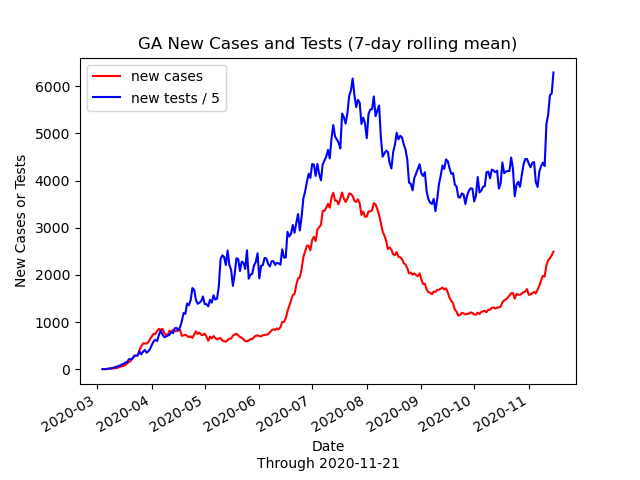 GA New Cases and Tests (7-day rolling mean)
new cases
new tests / 5
New Cases or Tests
6000
5000
4000
3000
2000
1000
0
2020-03
2020-04
2020-05
2020-06
2020-07
2020-08
2020-09
2020-10
2020-11
Date
Through 2020-11-21